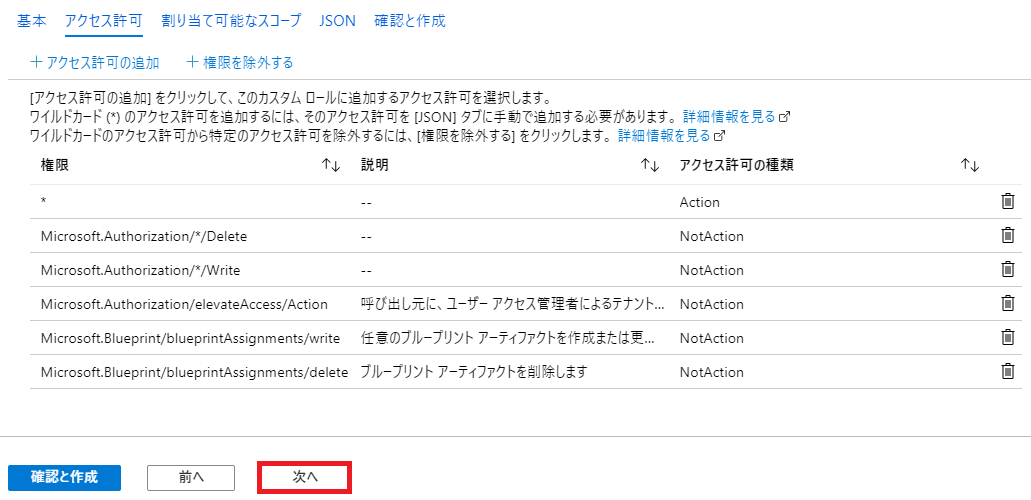 基本 アクセス許可 割り当て可能なスコープ JSON 確認と作成
＋ アクセス許可の追加 ＋ 権限を除外する
[アクセス許可の追加] をクリックして、このカスタム ロールに追加するアクセス許可を選択します。
ワイルドカード (*) のアクセス許可を追加するには、そのアクセス許可を [JSON] タブに手動で追加する必要があります。 詳細情報を見る
ワイルドカードのアクセス許可から特定のアクセス許可を除外するには、[権限を除外する] をクリックします。 詳細情報を見る
権限 ↑↓ 説明 ↑↓ アクセス許可の種類 ↑↓
* -- Action
Microsoft.Authorization/*/Delete -- NotAction
Microsoft.Authorization/*/Write -- NotAction
Microsoft.Authorization/elevateAccess/Action 呼び出し元に、ユーザー アクセス管理者によるテナント... NotAction
Microsoft.Blueprint/blueprintAssignments/write 任意のブループリント アーティファクトを作成または更... NotAction
Microsoft.Blueprint/blueprintAssignments/delete ブループリント アーティファクトを削除します NotAction
確認と作成 前へ 次へ